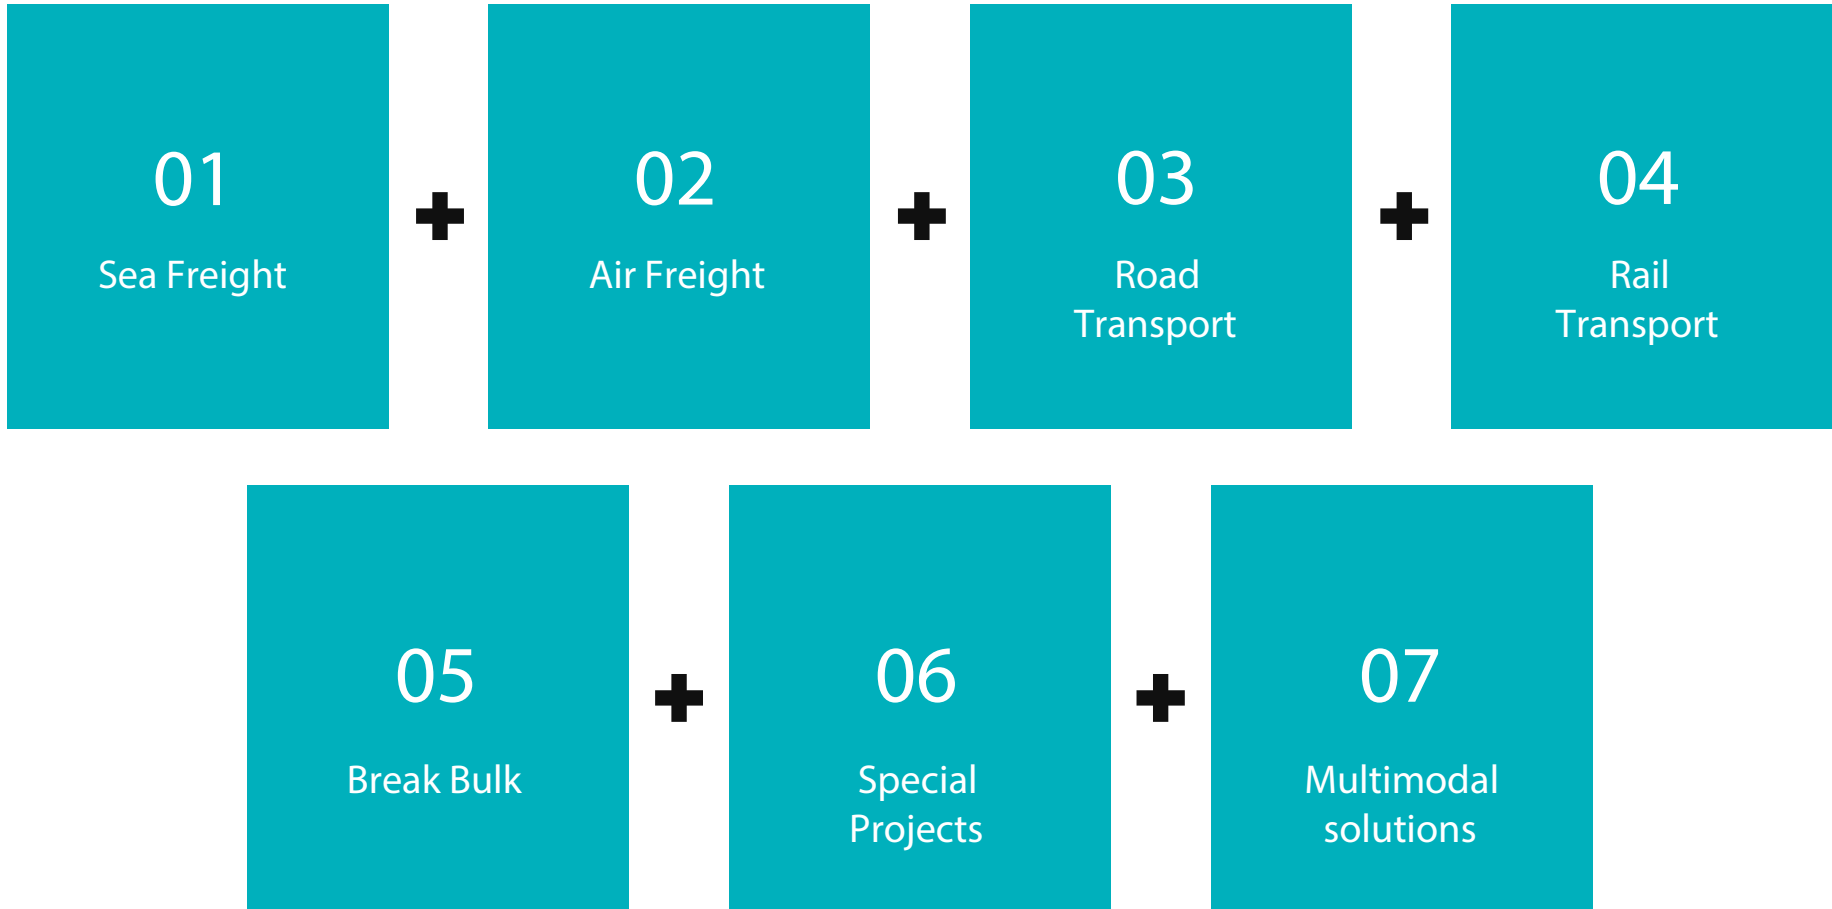 01
Sea Freight
02
Air Freight
03
Road
Transport
04
Rail
Transport
05
Break Bulk
06
Special
Projects
07
Multimodal
solutions